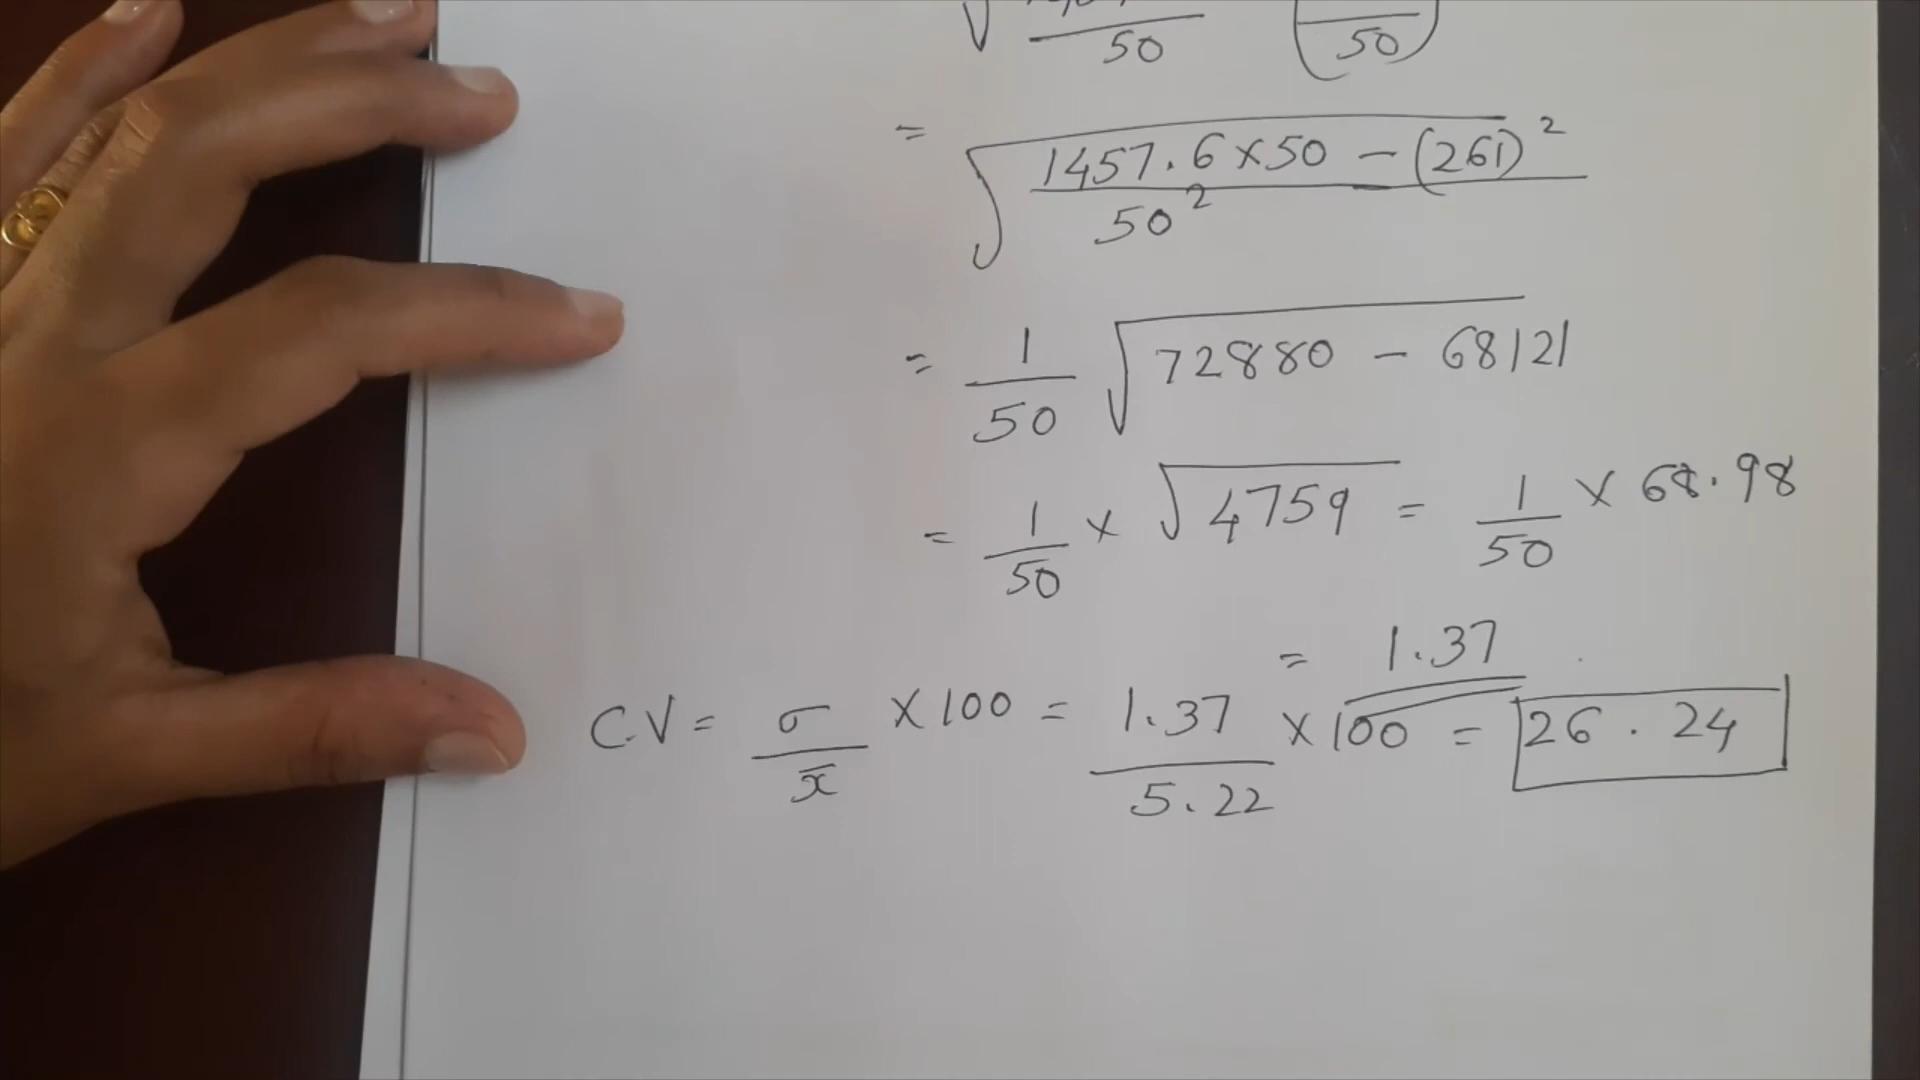 √ 50 ( 50 )
= √ (1457.6 × 50 − (261)² / 50²)
= 1/50 √ 72880 − 68121
= 1/50 × √4759 = 1/50 × 68.98
= 1.37
C.V = σ/x̄ × 100 = 1.37/5.22 × 100 = 26.24